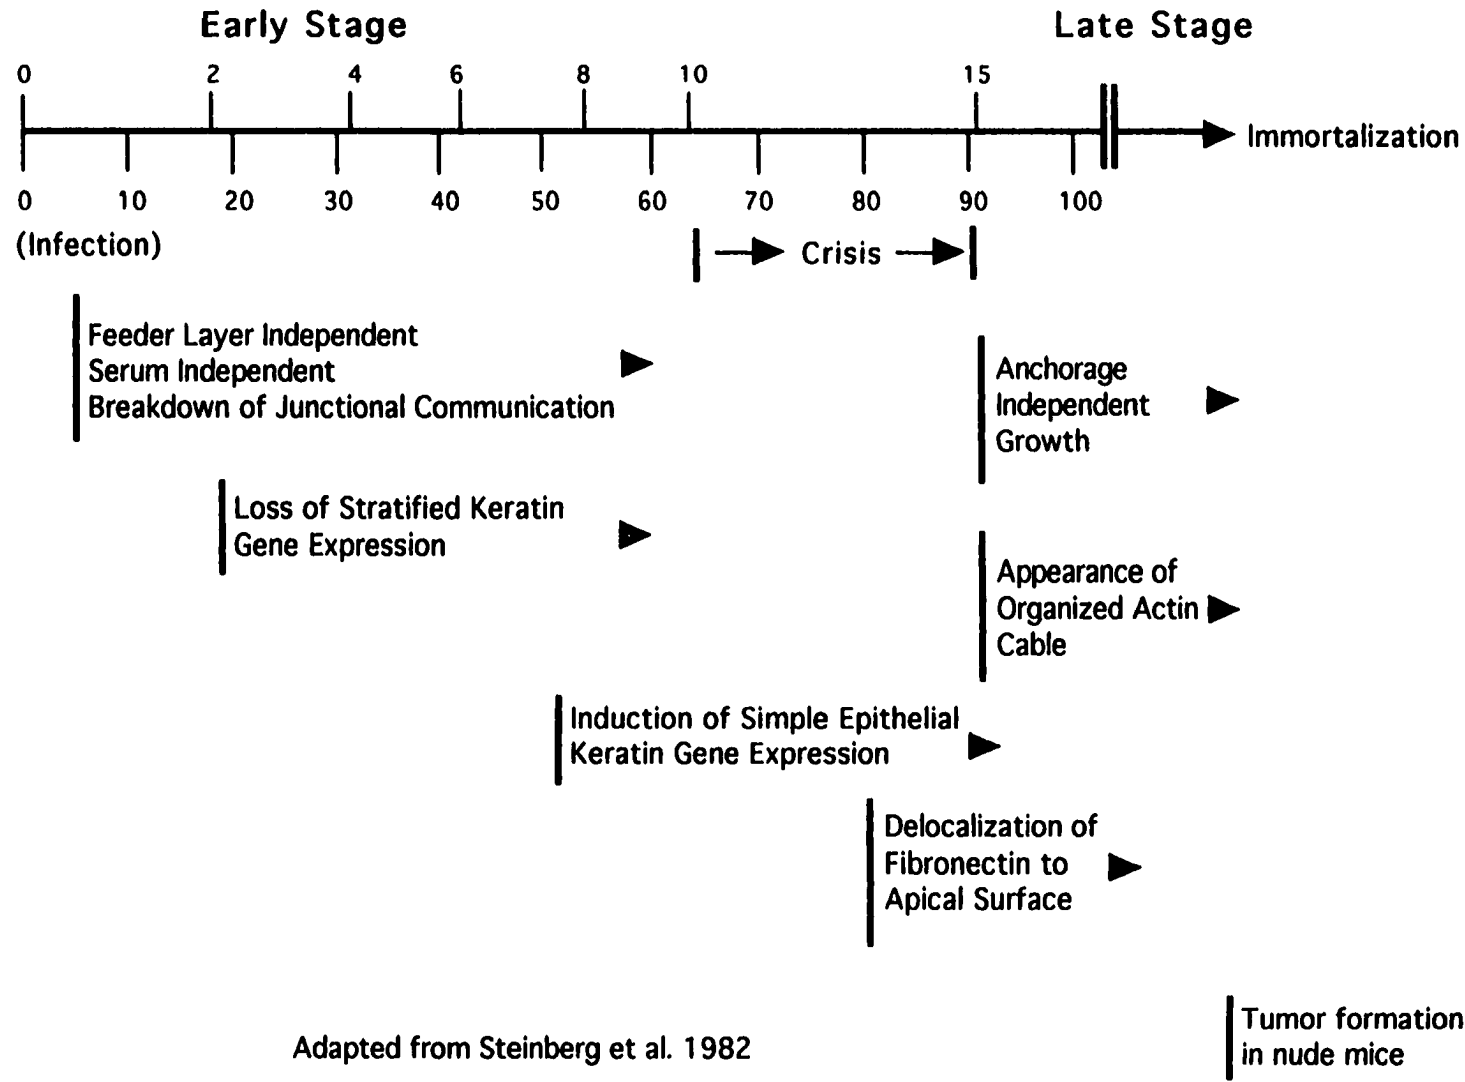 Early Stage
Late Stage
0 2 4 6 8 10 15
Immortalization
0 10 20 30 40 50 60 70 80 90 100
(Infection)
Crisis
Feeder Layer Independent
Serum Independent
Breakdown of Junctional Communication
Anchorage
Independent
Growth
Loss of Stratified Keratin
Gene Expression
Appearance of
Organized Actin
Cable
Induction of Simple Epithelial
Keratin Gene Expression
Delocalization of
Fibronectin to
Apical Surface
Tumor formation
in nude mice
Adapted from Steinberg et al. 1982